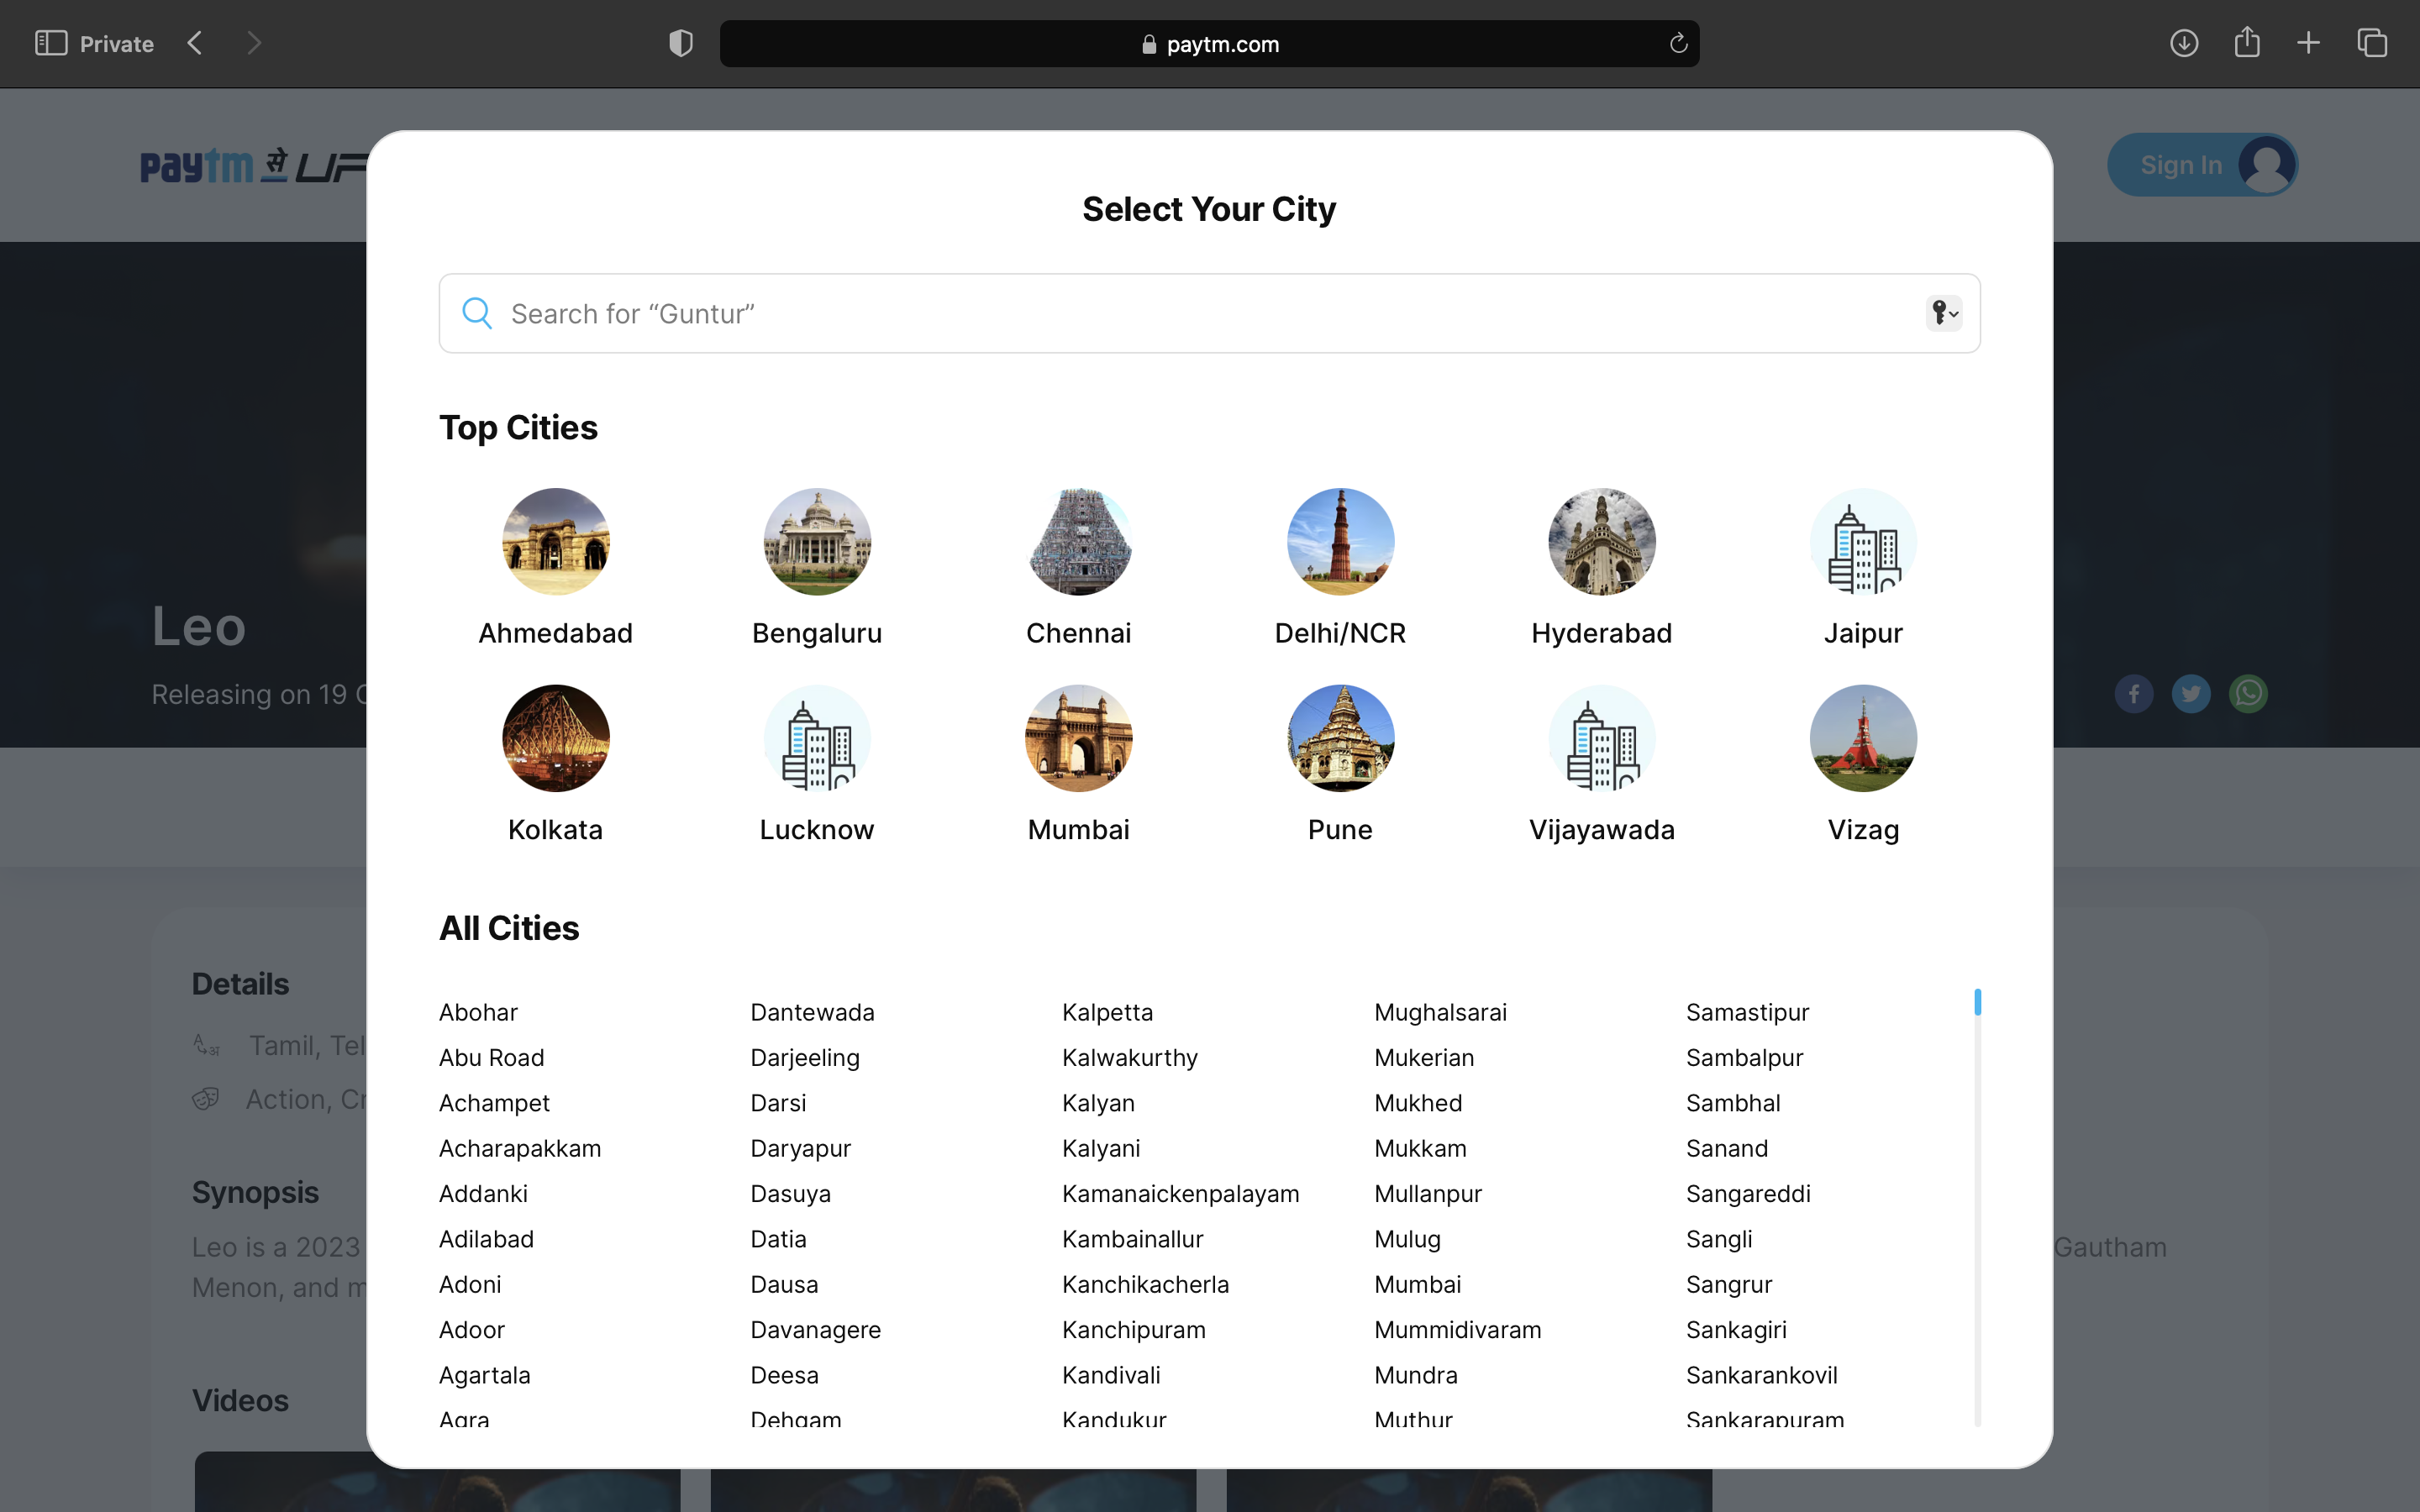 Private
paytm.com
paytm से UP
Sign In
Select Your City
Search for “Guntur”
Top Cities
Ahmedabad Bengaluru Chennai Delhi/NCR Hyderabad Jaipur
Kolkata Lucknow Mumbai Pune Vijayawada Vizag
All Cities
Abohar Dantewada Kalpetta Mughalsarai Samastipur
Abu Road Darjeeling Kalwakurthy Mukerian Sambalpur
Achampet Darsi Kalyan Mukhed Sambhal
Acharapakkam Daryapur Kalyani Mukkam Sanand
Addanki Dasuya Kamanaickenpalayam Mullanpur Sangareddi
Adilabad Datia Kambainallur Mulug Sangli
Adoni Dausa Kanchikacherla Mumbai Sangrur
Adoor Davanagere Kanchipuram Mummidivaram Sankagiri
Agartala Deesa Kandivali Mundra Sankarankovil
Agra Dehgam Kandukur Muthur Sankarapuram
Leo
Releasing on 19 O
Details
A अ
Tamil, Tel
Action, Cr
Synopsis
Leo is a 2023 Gautham
Menon, and m
Videos